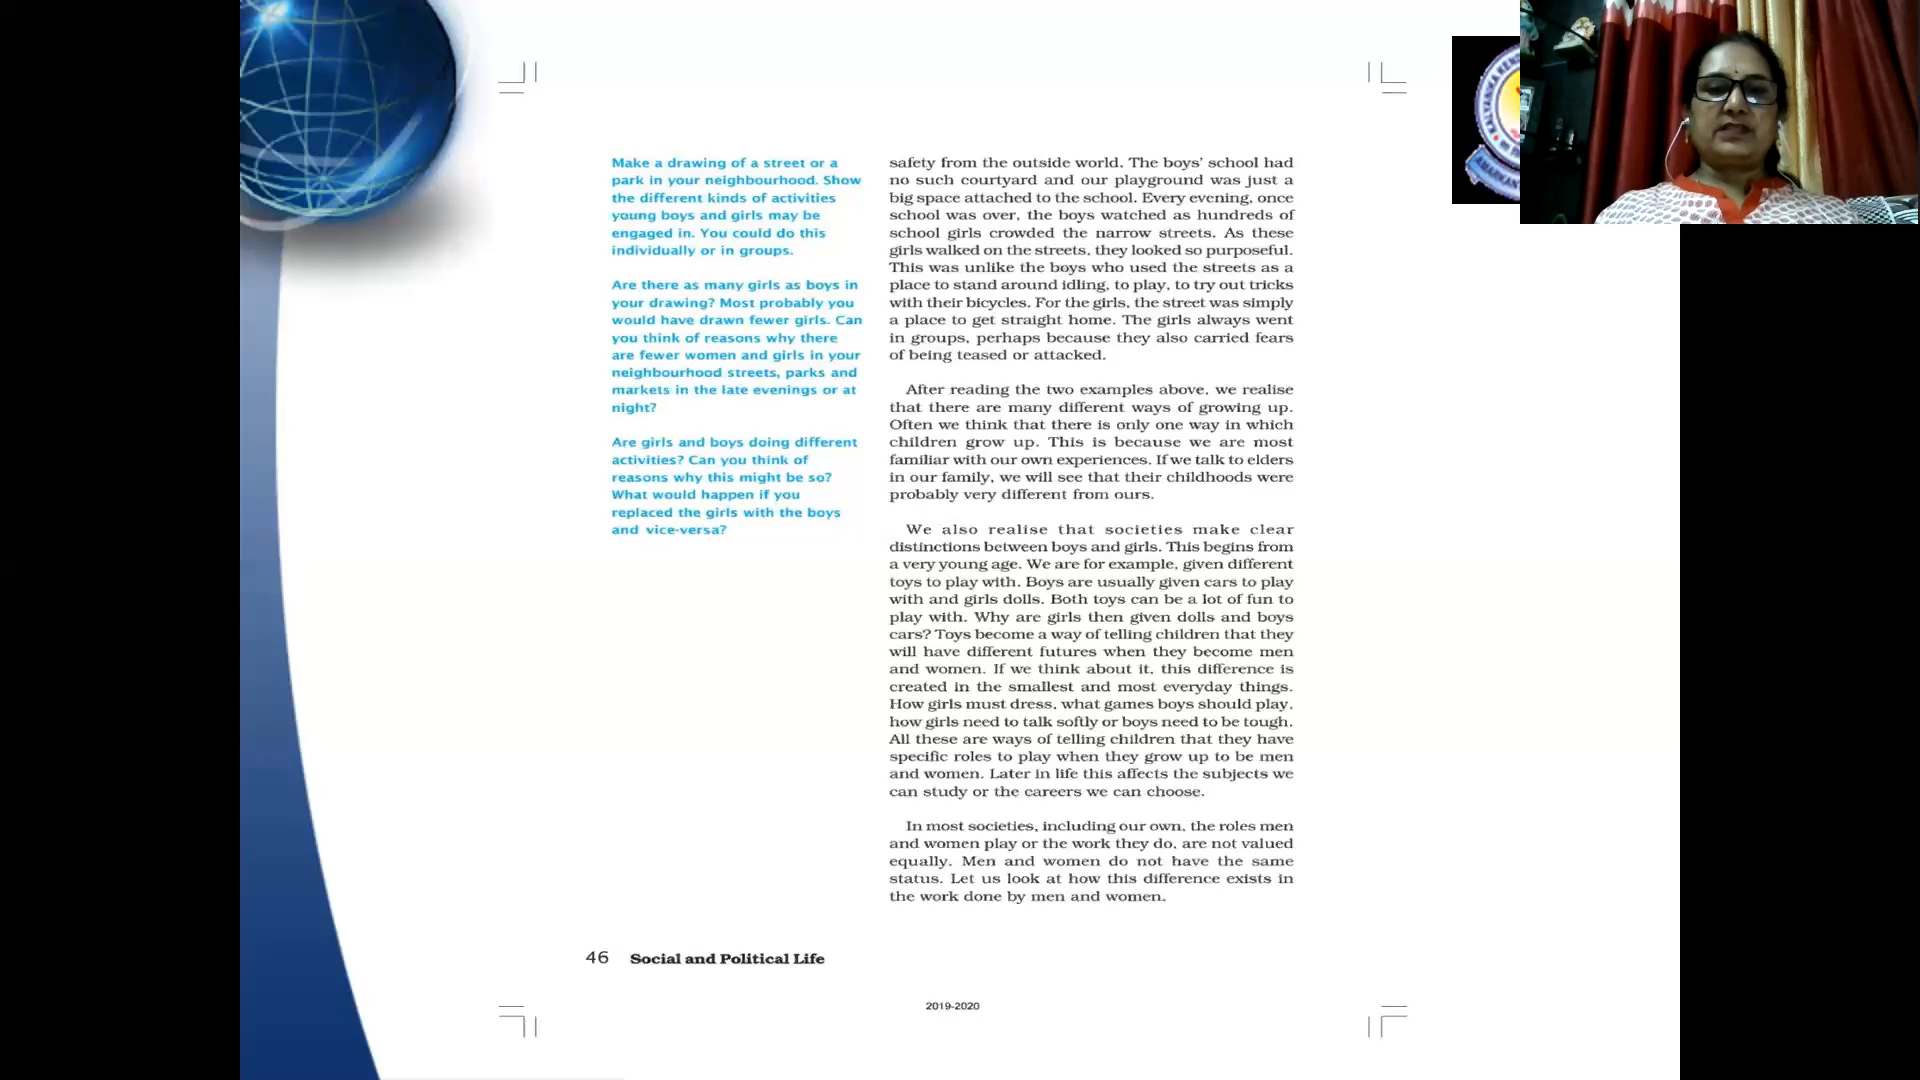 Make a drawing of a street or a
park in your neighbourhood. Show
the different kinds of activities
young boys and girls may be
engaged in. You could do this
individually or in groups.
Are there as many girls as boys in
your drawing? Most probably you
would have drawn fewer girls. Can
you think of reasons why there
are fewer women and girls in your
neighbourhood streets, parks and
markets in the late evenings or at
night?
Are girls and boys doing different
activities? Can you think of
reasons why this might be so?
What would happen if you
replaced the girls with the boys
and vice-versa?
safety from the outside world. The boys' school had
no such courtyard and our playground was just a
big space attached to the school. Every evening, once
school was over, the boys watched as hundreds of
school girls crowded the narrow streets. As these
girls walked on the streets, they looked so purposeful.
This was unlike the boys who used the streets as a
place to stand around idling, to play, to try out tricks
with their bicycles. For the girls, the street was simply
a place to get straight home. The girls always went
in groups, perhaps because they also carried fears
of being teased or attacked.
After reading the two examples above, we realise
that there are many different ways of growing up.
Often we think that there is only one way in which
children grow up. This is because we are most
familiar with our own experiences. If we talk to elders
in our family, we will see that their childhoods were
probably very different from ours.
We also realise that societies make clear
distinctions between boys and girls. This begins from
a very young age. We are for example, given different
toys to play with. Boys are usually given cars to play
with and girls dolls. Both toys can be a lot of fun to
play with. Why are girls then given dolls and boys
cars? Toys become a way of telling children that they
will have different futures when they become men
and women. If we think about it, this difference is
created in the smallest and most everyday things.
How girls must dress, what games boys should play,
how girls need to talk softly or boys need to be tough.
All these are ways of telling children that they have
specific roles to play when they grow up to be men
and women. Later in life this affects the subjects we
can study or the careers we can choose.
In most societies, including our own, the roles men
and women play or the work they do, are not valued
equally. Men and women do not have the same
status. Let us look at how this difference exists in
the work done by men and women.
46 Social and Political Life
2019-2020